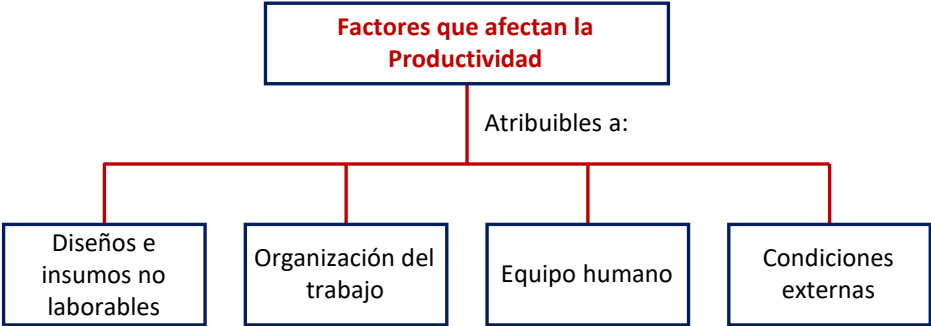 Factores que afectan la
Productividad
Atribuibles a:
Diseños e
insumos no
laborables
Organización del
trabajo
Equipo humano
Condiciones
externas